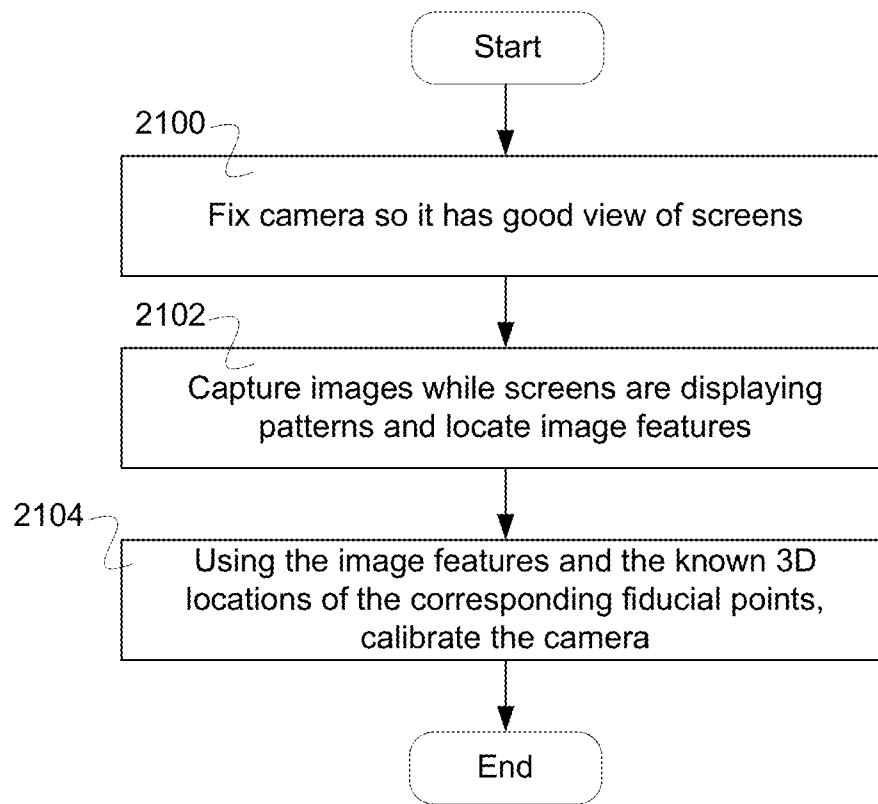 Start
2100
Fix camera so it has good view of screens
2102
Capture images while screens are displaying
patterns and locate image features
2104
Using the image features and the known 3D
locations of the corresponding fiducial points,
calibrate the camera
End